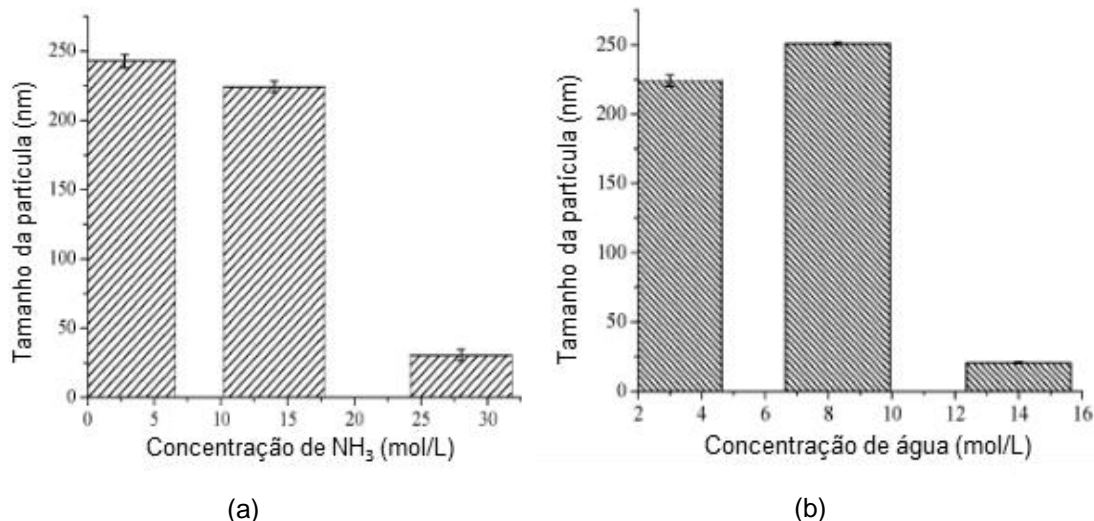 Tamanho da partícula (nm)
250
200
150
100
50
0
0 5 10 15 20 25 30
Concentração de NH₃ (mol/L)
(a)
Tamanho da partícula (nm)
250
200
150
100
50
0
2 4 6 8 10 12 14 16
Concentração de água (mol/L)
(b)